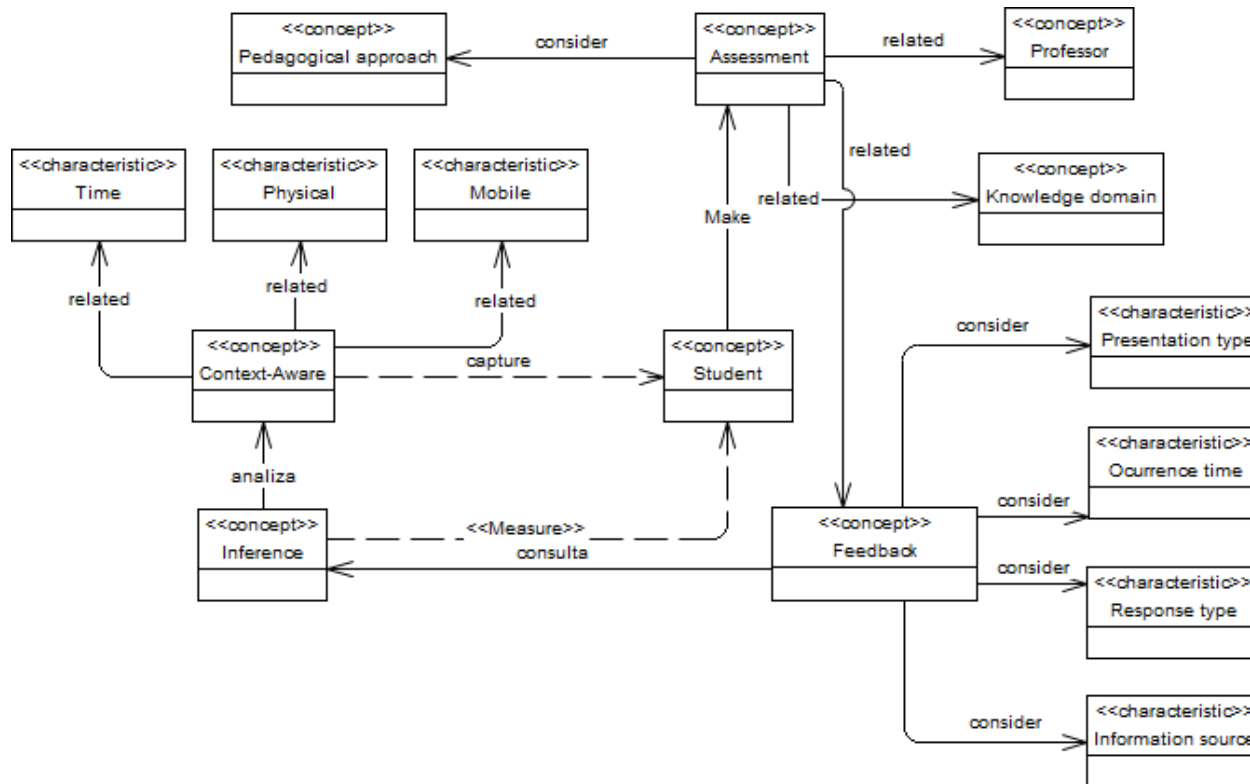 <<concept>>
Pedagogical approach
consider
<<concept>>
Assessment
related
<<concept>>
Professor
<<characteristic>>
Time
<<characteristic>>
Physical
<<characteristic>>
Mobile
related
<<concept>>
Knowledge domain
related
Make
related
related
related
<<concept>>
Context-Aware
capture
<<concept>>
Student
consider
<<characteristic>>
Presentation type
analiza
<<characteristic>>
Ocurrence time
consider
<<concept>>
Inference
<<Measure>>
consulta
<<concept>>
Feedback
consider
<<characteristic>>
Response type
consider
<<characteristic>>
Information source